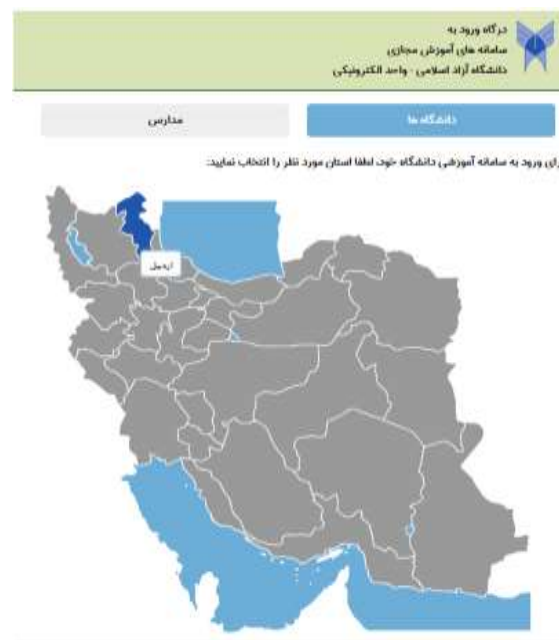 درگاه ورود به
سامانه های آموزش مجازی
دانشگاه آزاد اسلامی - واحد الکترونیکی
دانشگاه ها
مدارس
رای ورود به سامانه آموزشی دانشگاه خود، لطفا استان مورد نظر را انتخاب نمایید:
اردبیل